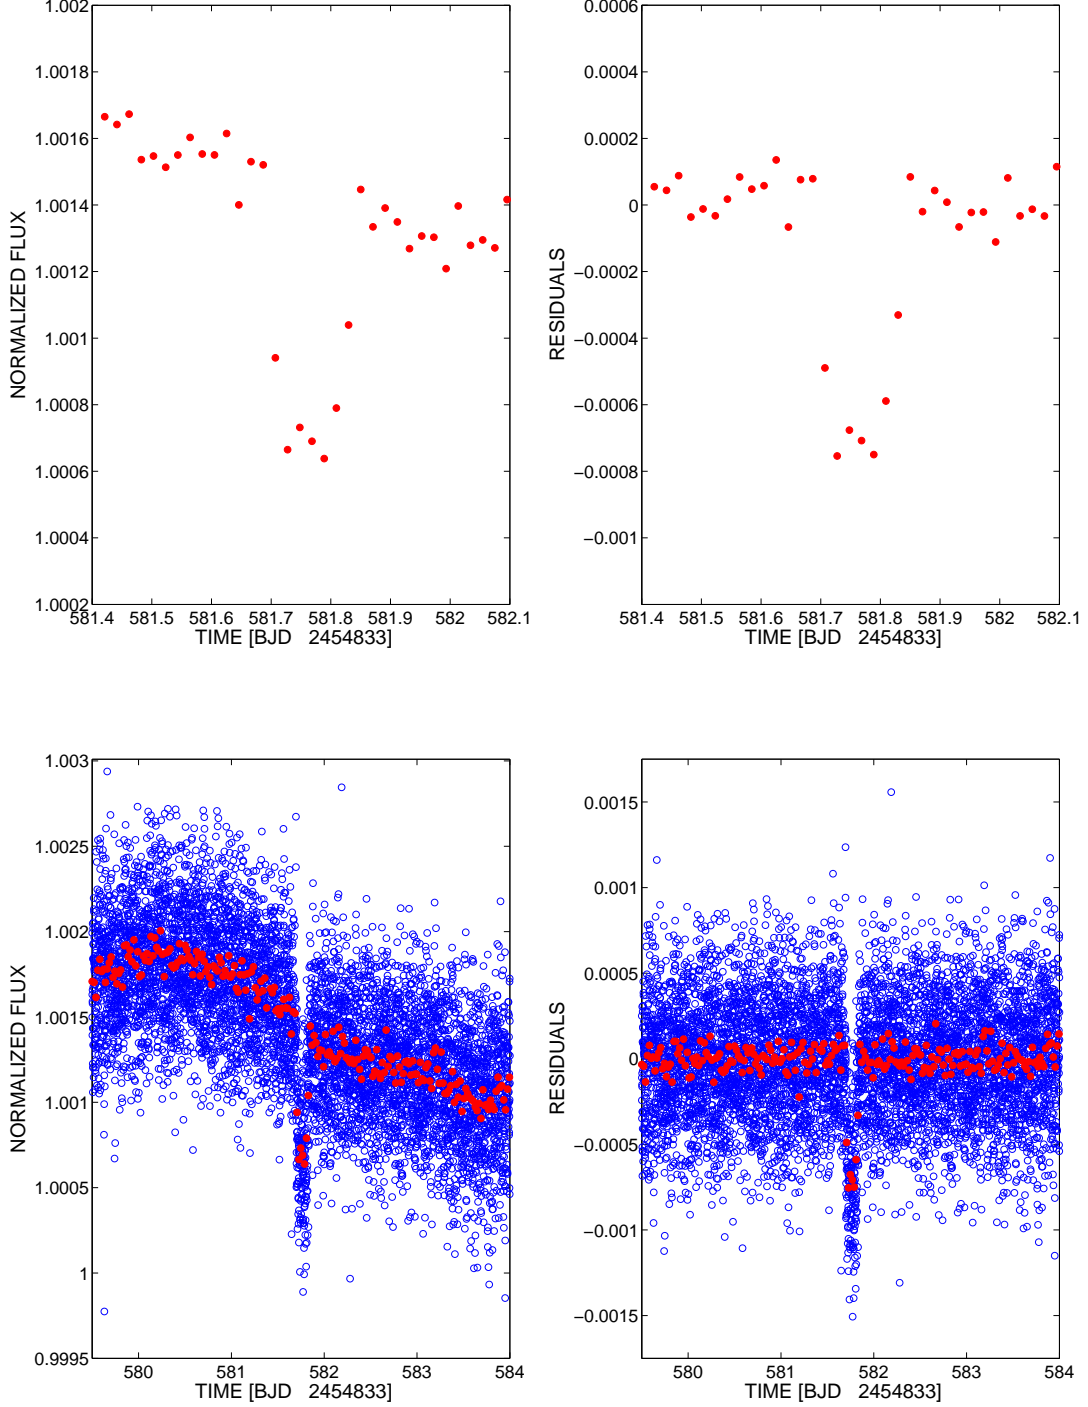 1.002
1.0018
1.0016
1.0014
1.0012
1.001
1.0008
1.0006
1.0004
1.0002
NORMALIZED FLUX
581.4 581.5 581.6 581.7 581.8 581.9 582 582.1
TIME [BJD 2454833]
0.0006
0.0004
0.0002
0
−0.0002
−0.0004
−0.0006
−0.0008
−0.001
RESIDUALS
581.4 581.5 581.6 581.7 581.8 581.9 582 582.1
TIME [BJD 2454833]
1.003
1.0025
1.002
1.0015
1.001
1.0005
1
0.9995
NORMALIZED FLUX
580 581 582 583 584
TIME [BJD 2454833]
0.0015
0.001
0.0005
0
−0.0005
−0.001
−0.0015
RESIDUALS
580 581 582 583 584
TIME [BJD 2454833]